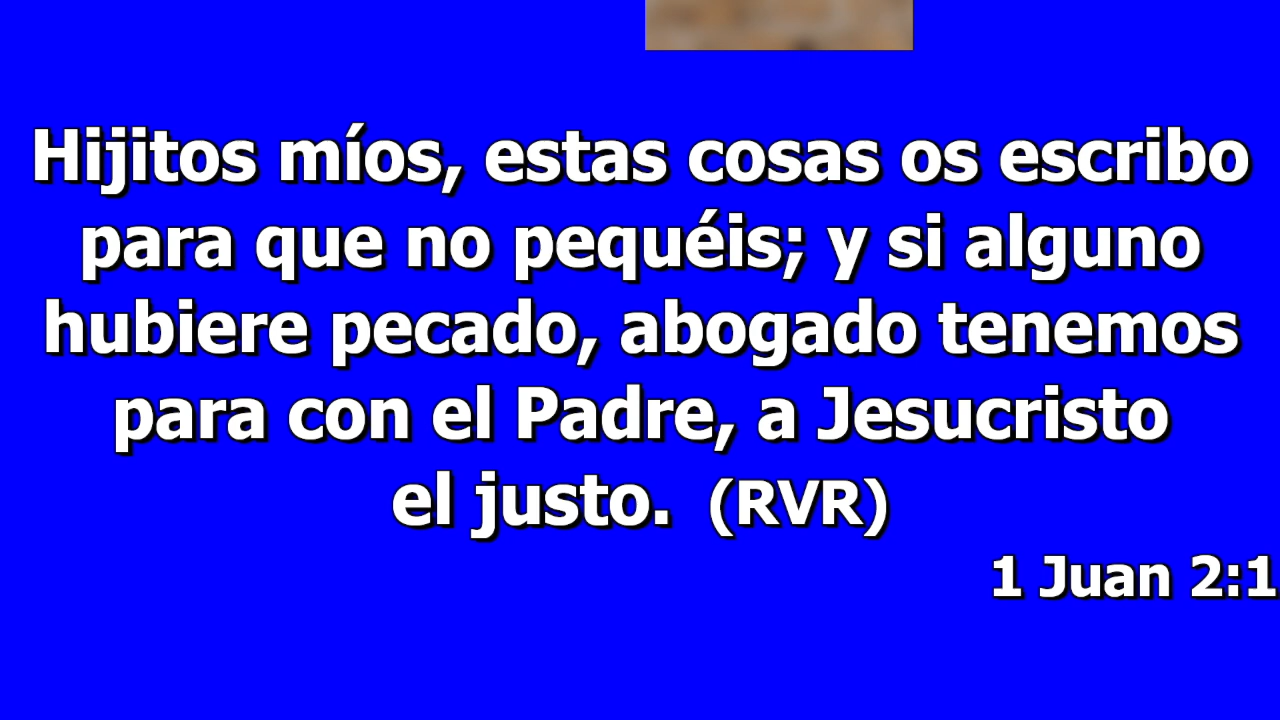 Hijitos míos, estas cosas os escribo
para que no pequéis; y si alguno
hubiere pecado, abogado tenemos
para con el Padre, a Jesucristo
el justo. (RVR)
1 Juan 2:1